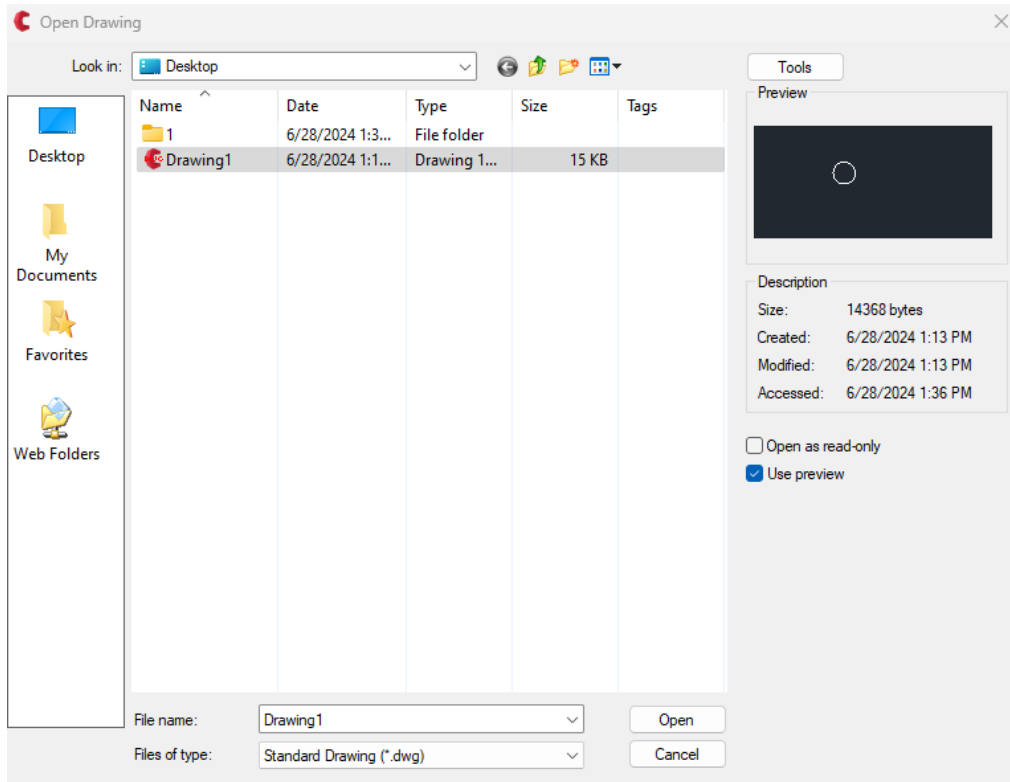 Open Drawing
Look in: Desktop
Tools
Name Date Type Size Tags
1 6/28/2024 1:3... File folder
Drawing1 6/28/2024 1:1... Drawing 1... 15 KB
Desktop
My
Documents
Favorites
Web Folders
Preview
Description
Size: 14368 bytes
Created: 6/28/2024 1:13 PM
Modified: 6/28/2024 1:13 PM
Accessed: 6/28/2024 1:36 PM
Open as read-only
Use preview
File name: Drawing1 Open
Files of type: Standard Drawing (*.dwg) Cancel